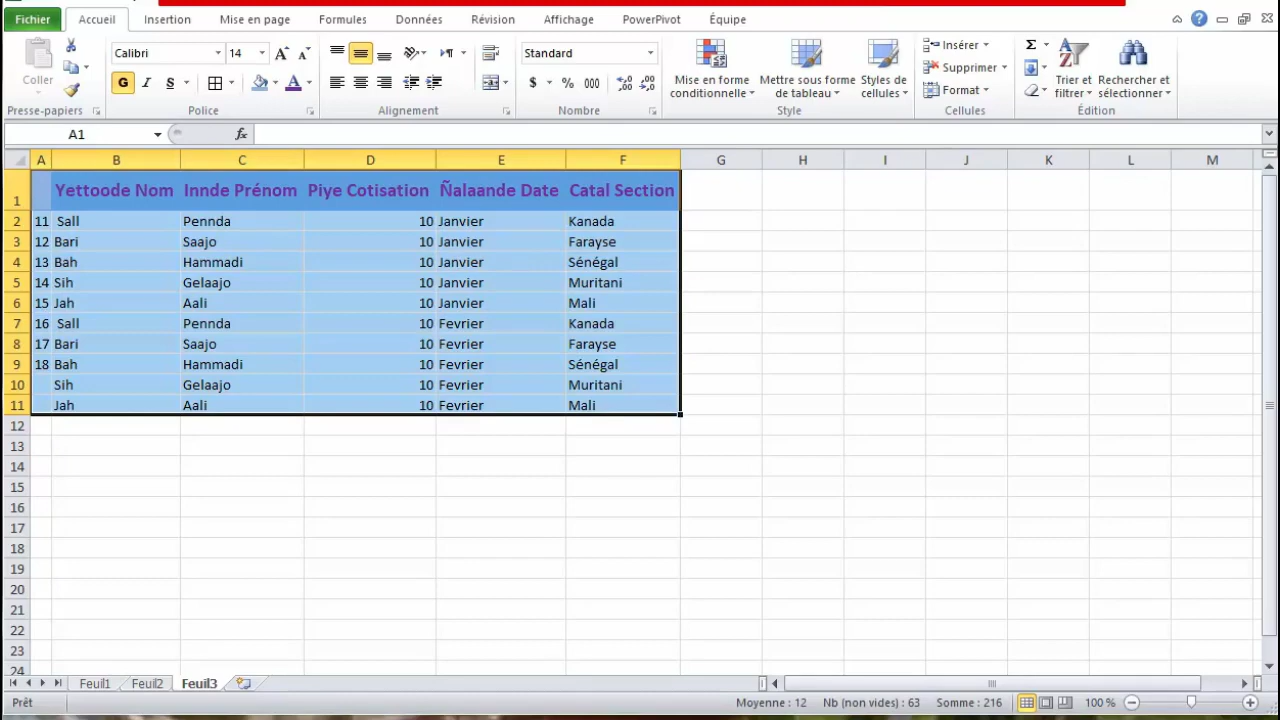 Fichier Accueil Insertion Mise en page Formules Données Révision Affichage PowerPivot Équipe
Calibri 14 Standard Insérer Σ
Coller Mise en forme conditionnelle Mettre sous forme de tableau Styles de cellules Supprimer Trier et filtrer Rechercher et sélectionner
G I S $ % 000 Format
Presse-papiers Police Alignement Nombre Style Cellules Édition
A1 fx
A B C D E F G H I J K L M
1 Yettoode Nom Innde Prénom Piye Cotisation Ñalaande Date Catal Section
2 11 Sall Pennda 10 Janvier Kanada
3 12 Bari Saajo 10 Janvier Farayse
4 13 Bah Hammadi 10 Janvier Sénégal
5 14 Sih Gelaajo 10 Janvier Muritani
6 15 Jah Aali 10 Janvier Mali
7 16 Sall Pennda 10 Fevrier Kanada
8 17 Bari Saajo 10 Fevrier Farayse
9 18 Bah Hammadi 10 Fevrier Sénégal
10 Sih Gelaajo 10 Fevrier Muritani
11 Jah Aali 10 Fevrier Mali
12
13
14
15
16
17
18
19
20
21
22
23
24
Feuil1 Feuil2 Feuil3
Prêt Moyenne : 12 Nb (non vides) : 63 Somme : 216 100 %